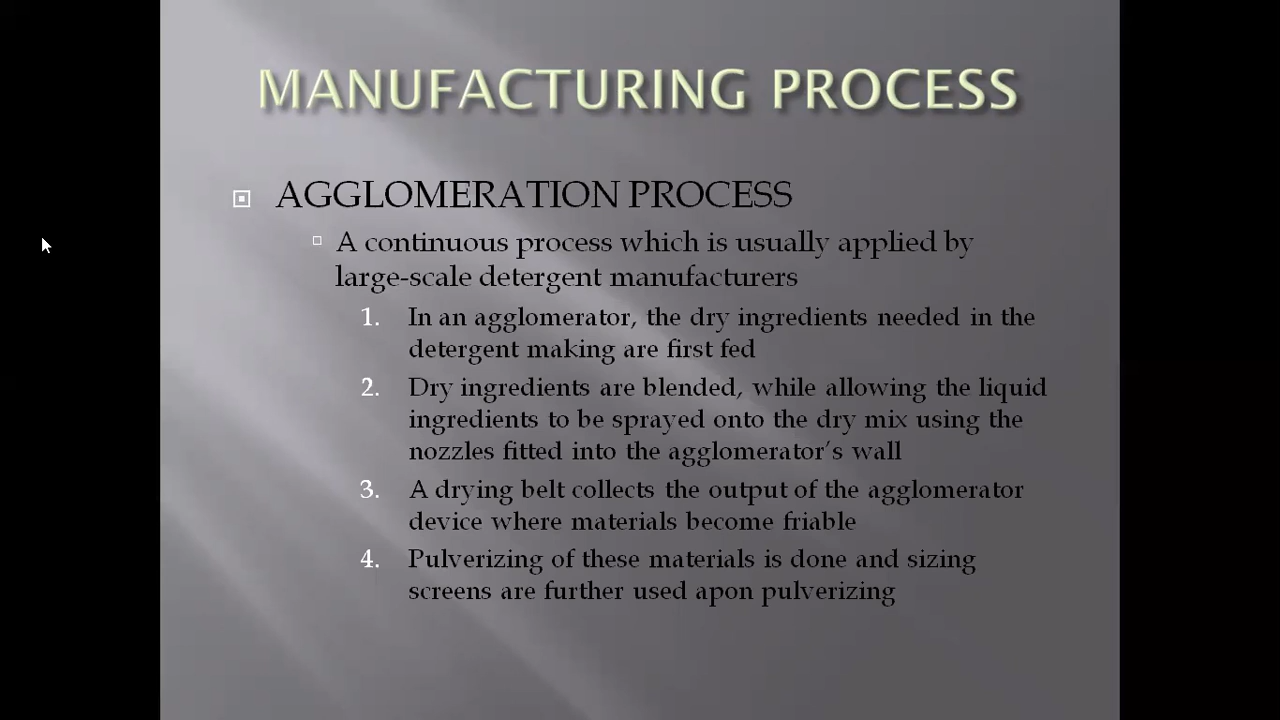 MANUFACTURING PROCESS
AGGLOMERATION PROCESS
A continuous process which is usually applied by
large-scale detergent manufacturers
1. In an agglomerator, the dry ingredients needed in the
detergent making are first fed
2. Dry ingredients are blended, while allowing the liquid
ingredients to be sprayed onto the dry mix using the
nozzles fitted into the agglomerator’s wall
3. A drying belt collects the output of the agglomerator
device where materials become friable
4. Pulverizing of these materials is done and sizing
screens are further used apon pulverizing